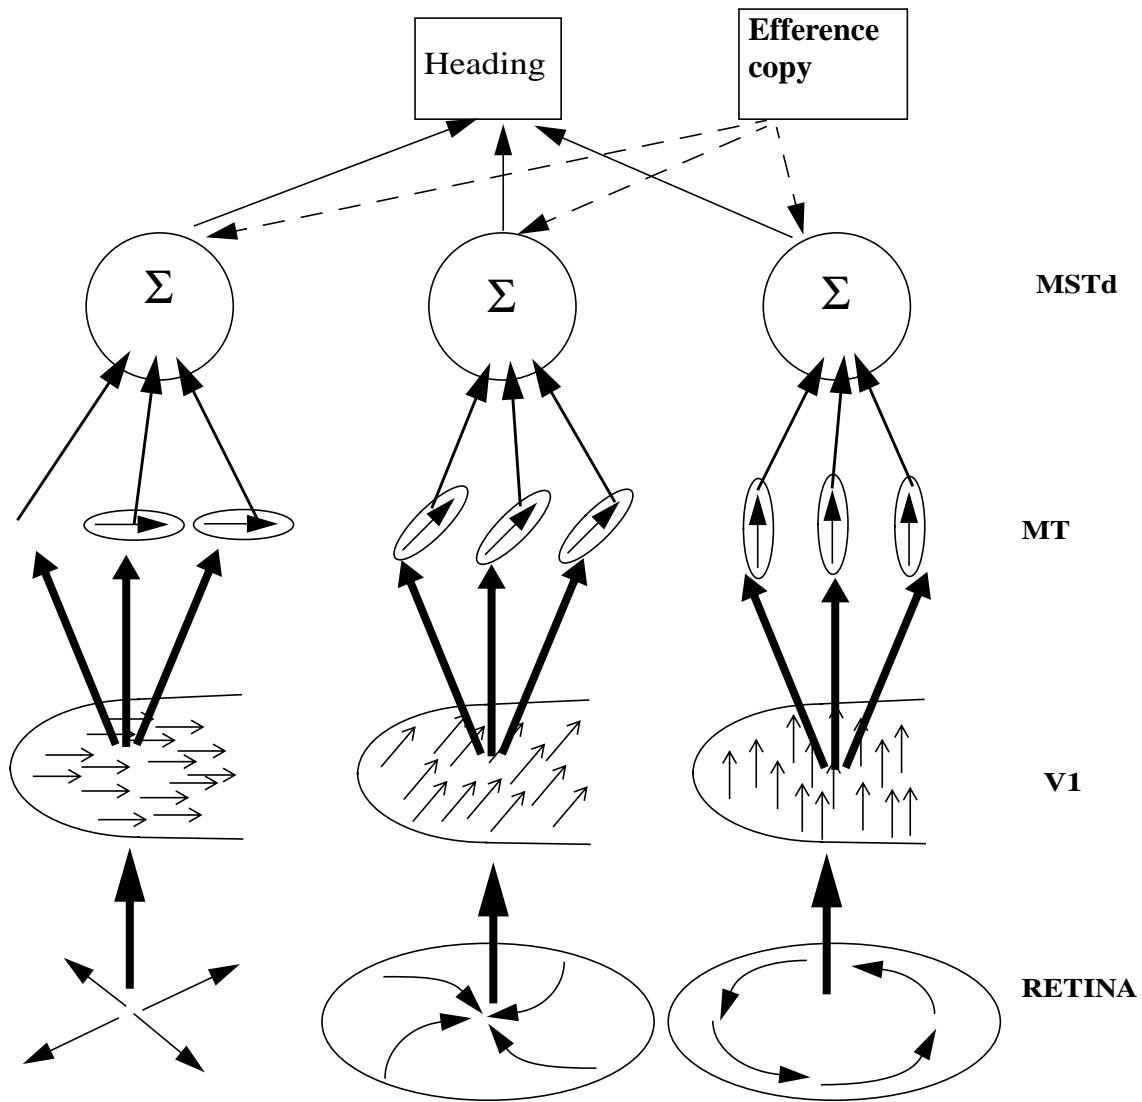 Heading
Efference
copy
Σ
Σ
Σ
MSTd
MT
V1
RETINA